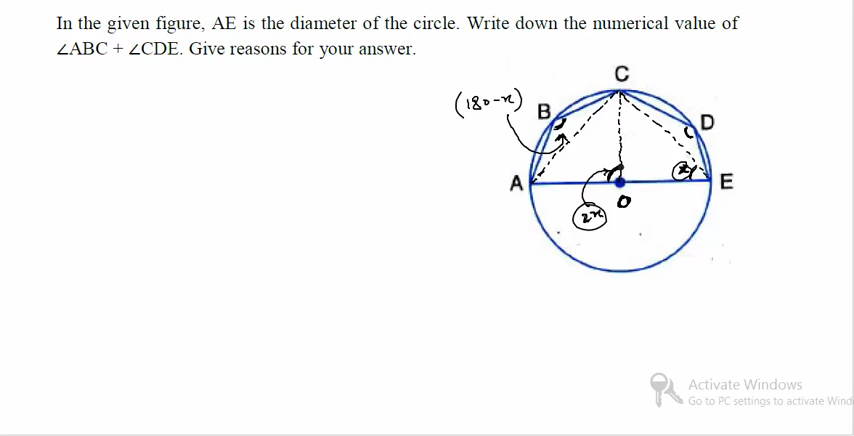 In the given figure, AE is the diameter of the circle. Write down the numerical value of
∠ABC + ∠CDE. Give reasons for your answer.
C
(180-x)
B
D
A
x
E
O
2x
Activate Windows
Go to PC settings to activate Wind